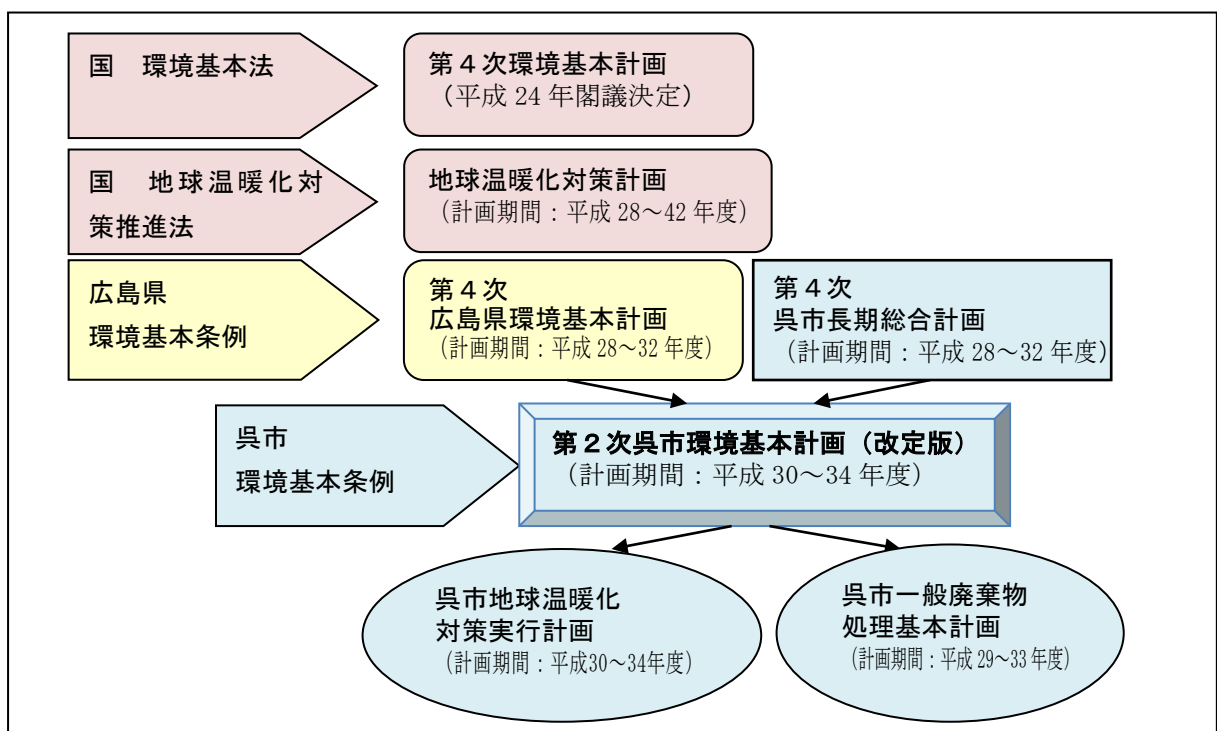 国　環境基本法
第４次環境基本計画
（平成 24 年閣議決定）
国　地球温暖化対
策推進法
地球温暖化対策計画
（計画期間：平成 28～42 年度）
広島県
環境基本条例
第４次
広島県環境基本計画
（計画期間：平成 28～32 年度）
第４次
呉市長期総合計画
（計画期間：平成 28～32 年度）
呉市
環境基本条例
第２次呉市環境基本計画（改定版）
（計画期間：平成 30～34 年度）
呉市地球温暖化
対策実行計画
（計画期間：平成30～34年度）
呉市一般廃棄物
処理基本計画
（計画期間：平成 29～33 年度）